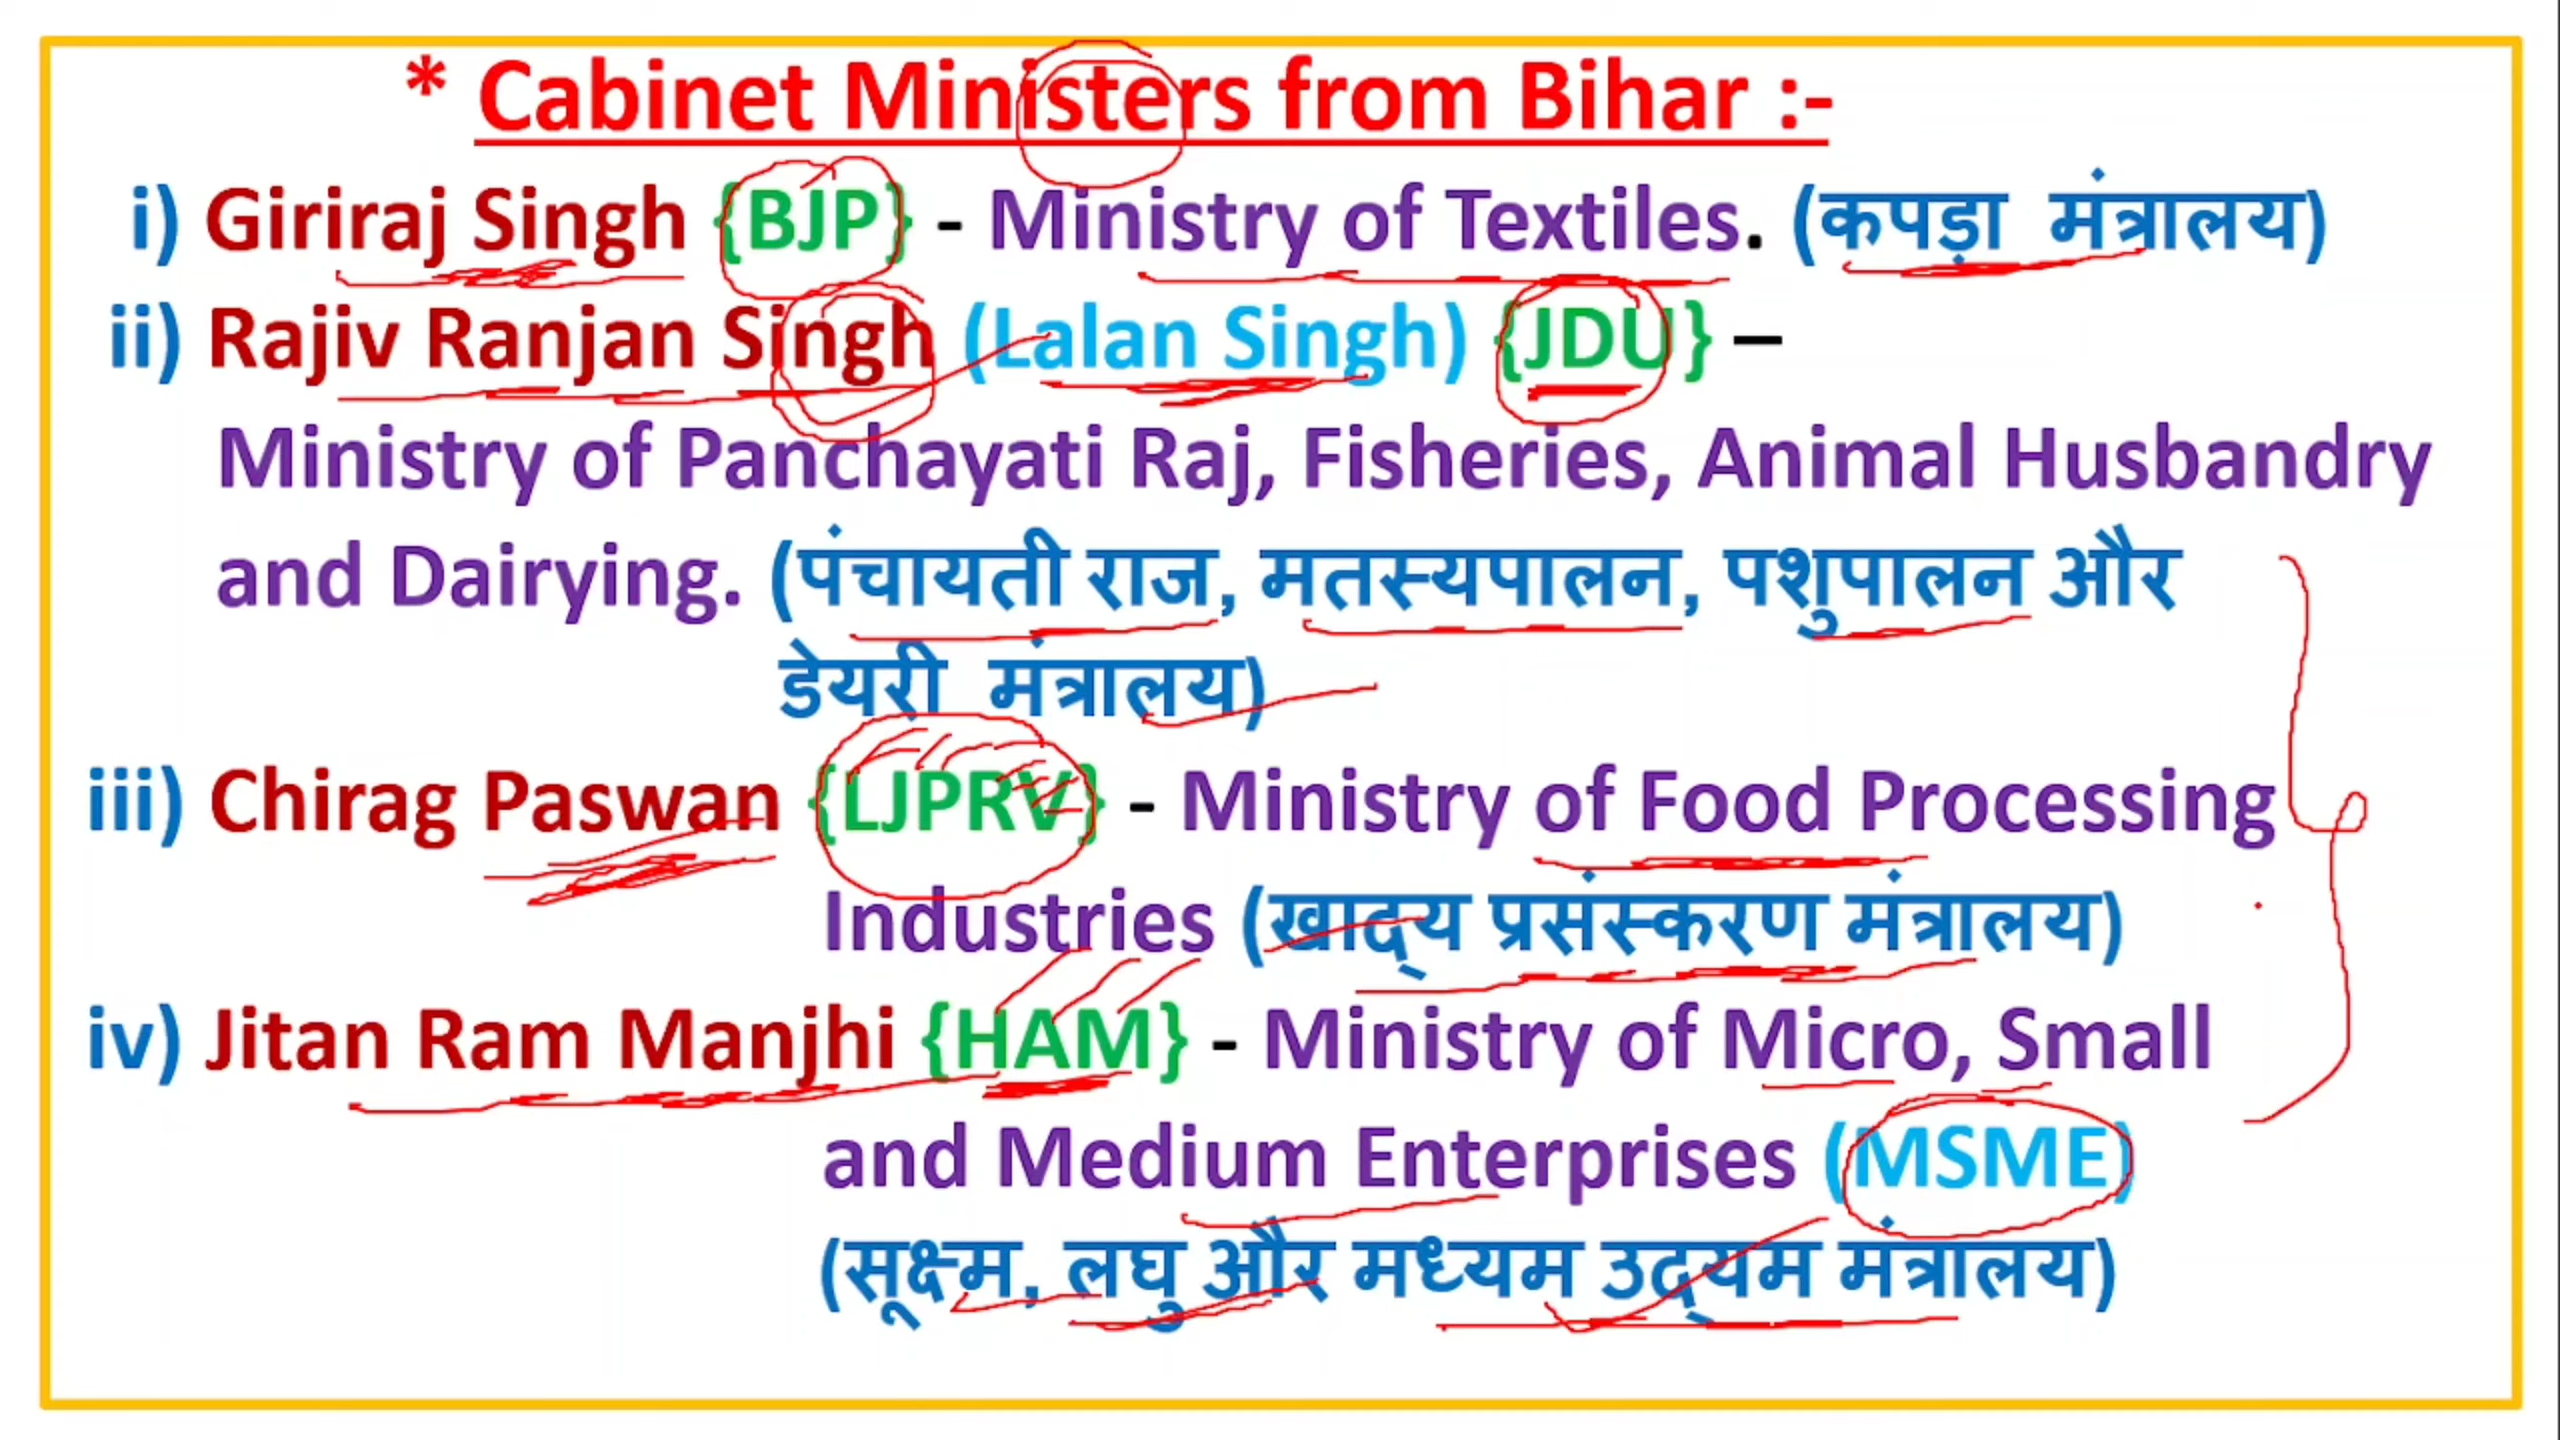 * Cabinet Ministers from Bihar :-
i) Giriraj Singh {BJP} - Ministry of Textiles. (कपड़ा मंत्रालय)
ii) Rajiv Ranjan Singh (Lalan Singh) {JDU} –
Ministry of Panchayati Raj, Fisheries, Animal Husbandry
and Dairying. (पंचायती राज, मतस्यपालन, पशुपालन और
डेयरी मंत्रालय)
iii) Chirag Paswan {LJPRV} - Ministry of Food Processing
Industries (खाद्य प्रसंस्करण मंत्रालय)
iv) Jitan Ram Manjhi {HAM} - Ministry of Micro, Small
and Medium Enterprises (MSME)
(सूक्ष्म, लघु और मध्यम उद्यम मंत्रालय)